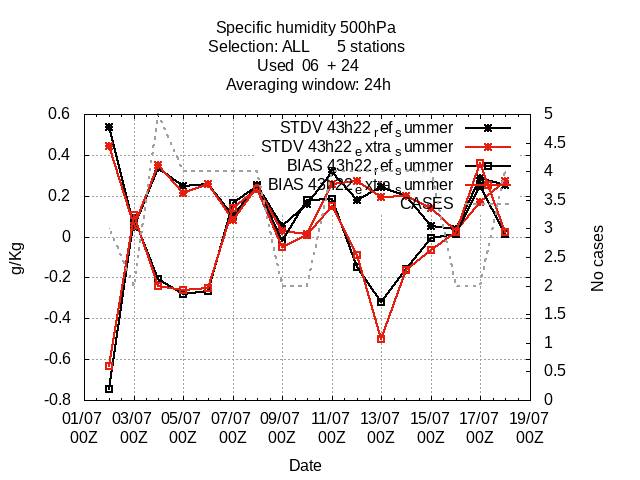 Specific humidity 500hPa
Selection: ALL 5 stations
Used 06 + 24
Averaging window: 24h
STDV 43h22refsummer
STDV 43h22extrasummer
BIAS 43h22refsummer
BIAS 43h22extrasummer
CASES
0.6
0.4
0.2
0
-0.2
-0.4
-0.6
-0.8
g/Kg
5
4.5
4
3.5
3
2.5
2
1.5
1
0.5
0
No cases
01/07 03/07 05/07 07/07 09/07 11/07 13/07 15/07 17/07 19/07
00Z 00Z 00Z 00Z 00Z 00Z 00Z 00Z 00Z 00Z
Date